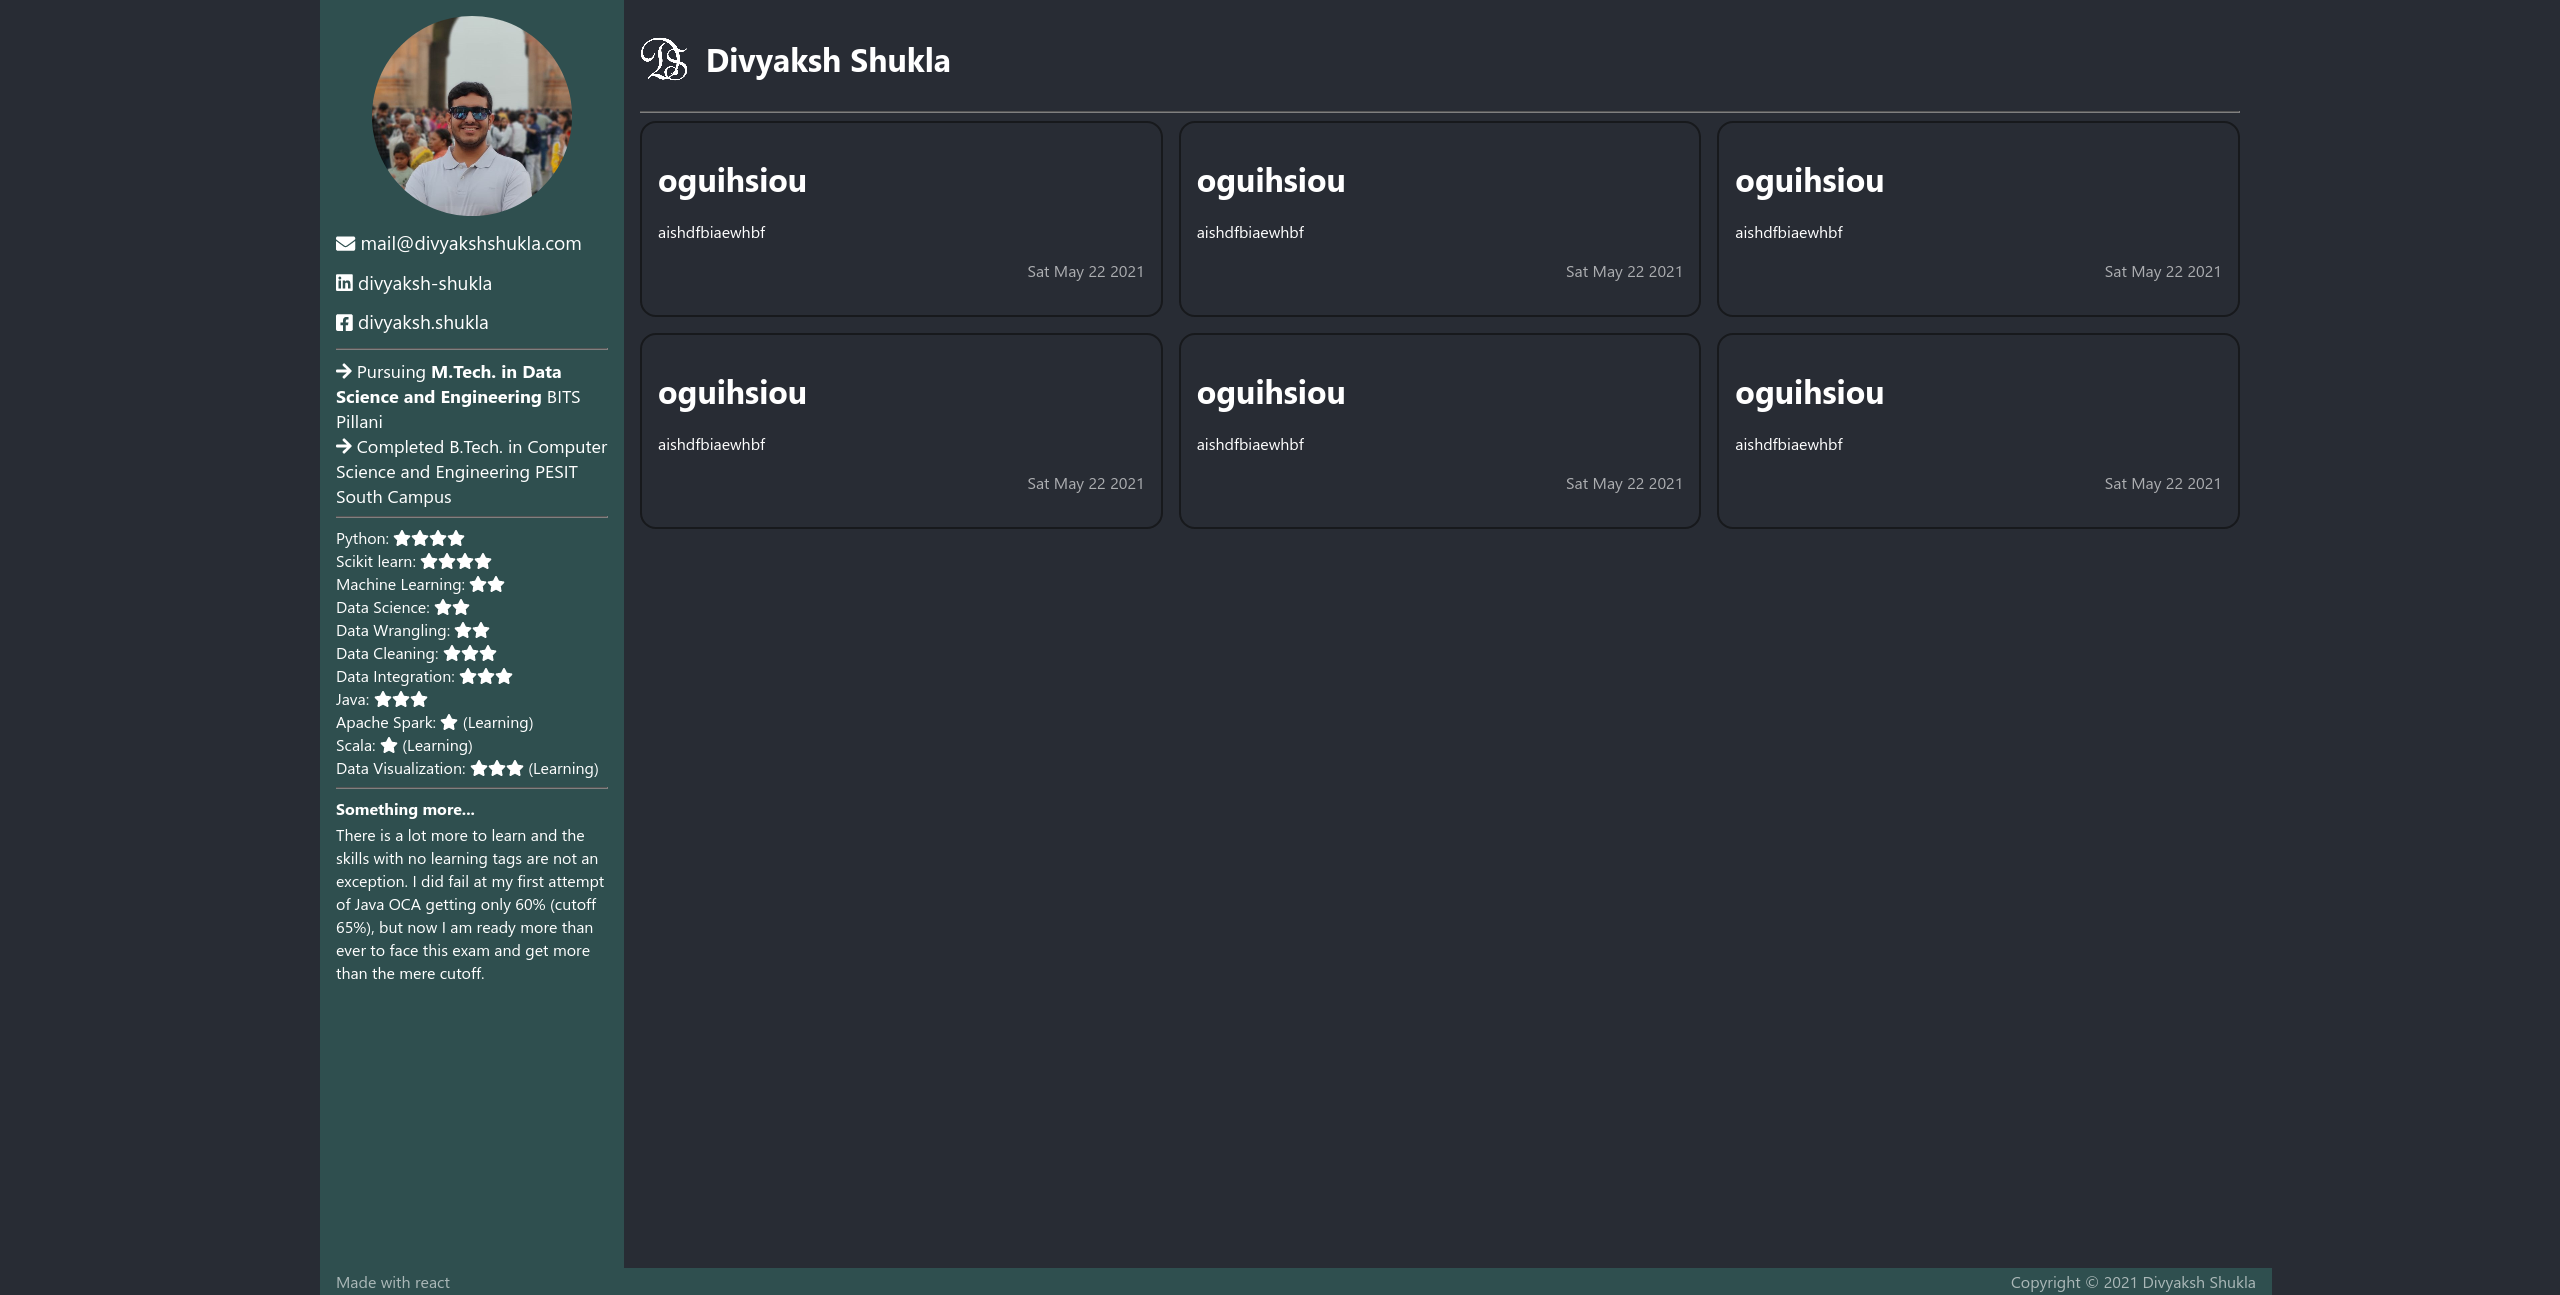 mail@divyakshshukla.com
divyaksh-shukla
divyaksh.shukla
Pursuing M.Tech. in Data
Science and Engineering BITS
Pillani
Completed B.Tech. in Computer
Science and Engineering PESIT
South Campus
Python:
Scikit learn:
Machine Learning:
Data Science:
Data Wrangling:
Data Cleaning:
Data Integration:
Java:
Apache Spark: (Learning)
Scala: (Learning)
Data Visualization: (Learning)
Something more...
There is a lot more to learn and the
skills with no learning tags are not an
exception. I did fail at my first attempt
of Java OCA getting only 60% (cutoff
65%), but now I am ready more than
ever to face this exam and get more
than the mere cutoff.
DS Divyaksh Shukla
oguihsiou
aishdfbiaewhbf
Sat May 22 2021
oguihsiou
aishdfbiaewhbf
Sat May 22 2021
oguihsiou
aishdfbiaewhbf
Sat May 22 2021
oguihsiou
aishdfbiaewhbf
Sat May 22 2021
oguihsiou
aishdfbiaewhbf
Sat May 22 2021
oguihsiou
aishdfbiaewhbf
Sat May 22 2021
Made with react
Copyright © 2021 Divyaksh Shukla